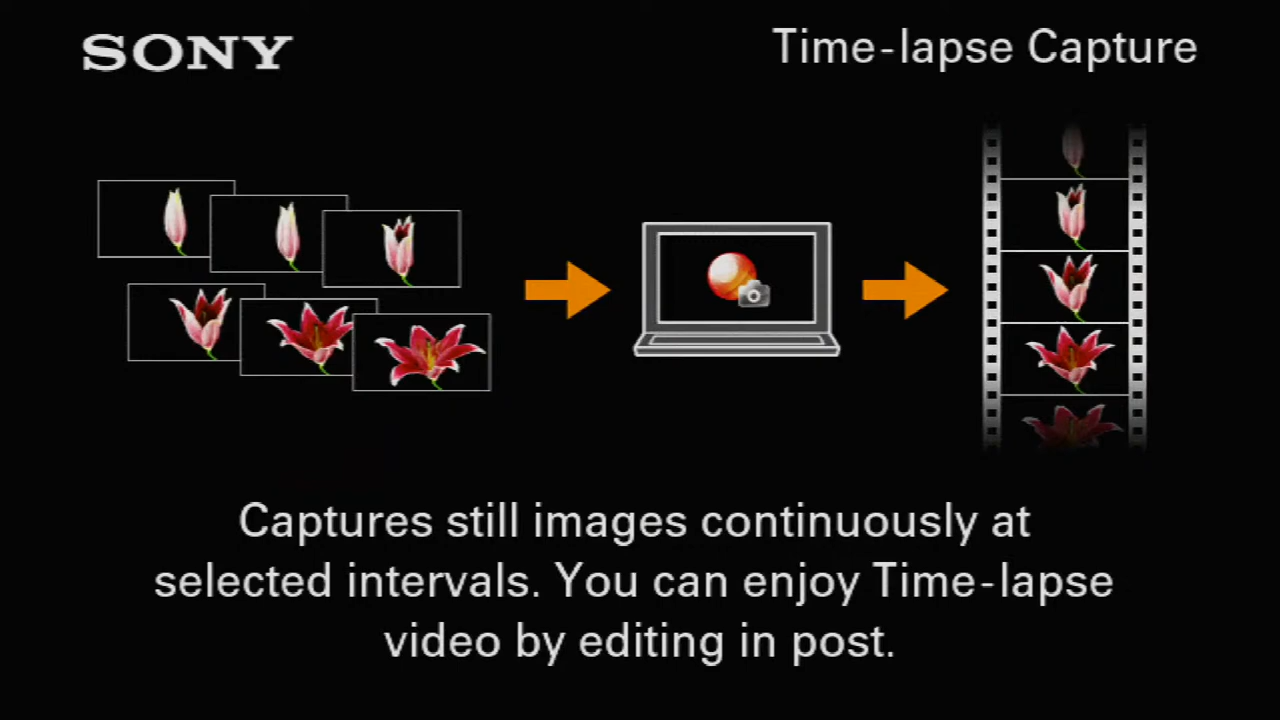 SONY
Time-lapse Capture
Captures still images continuously at
selected intervals. You can enjoy Time-lapse
video by editing in post.